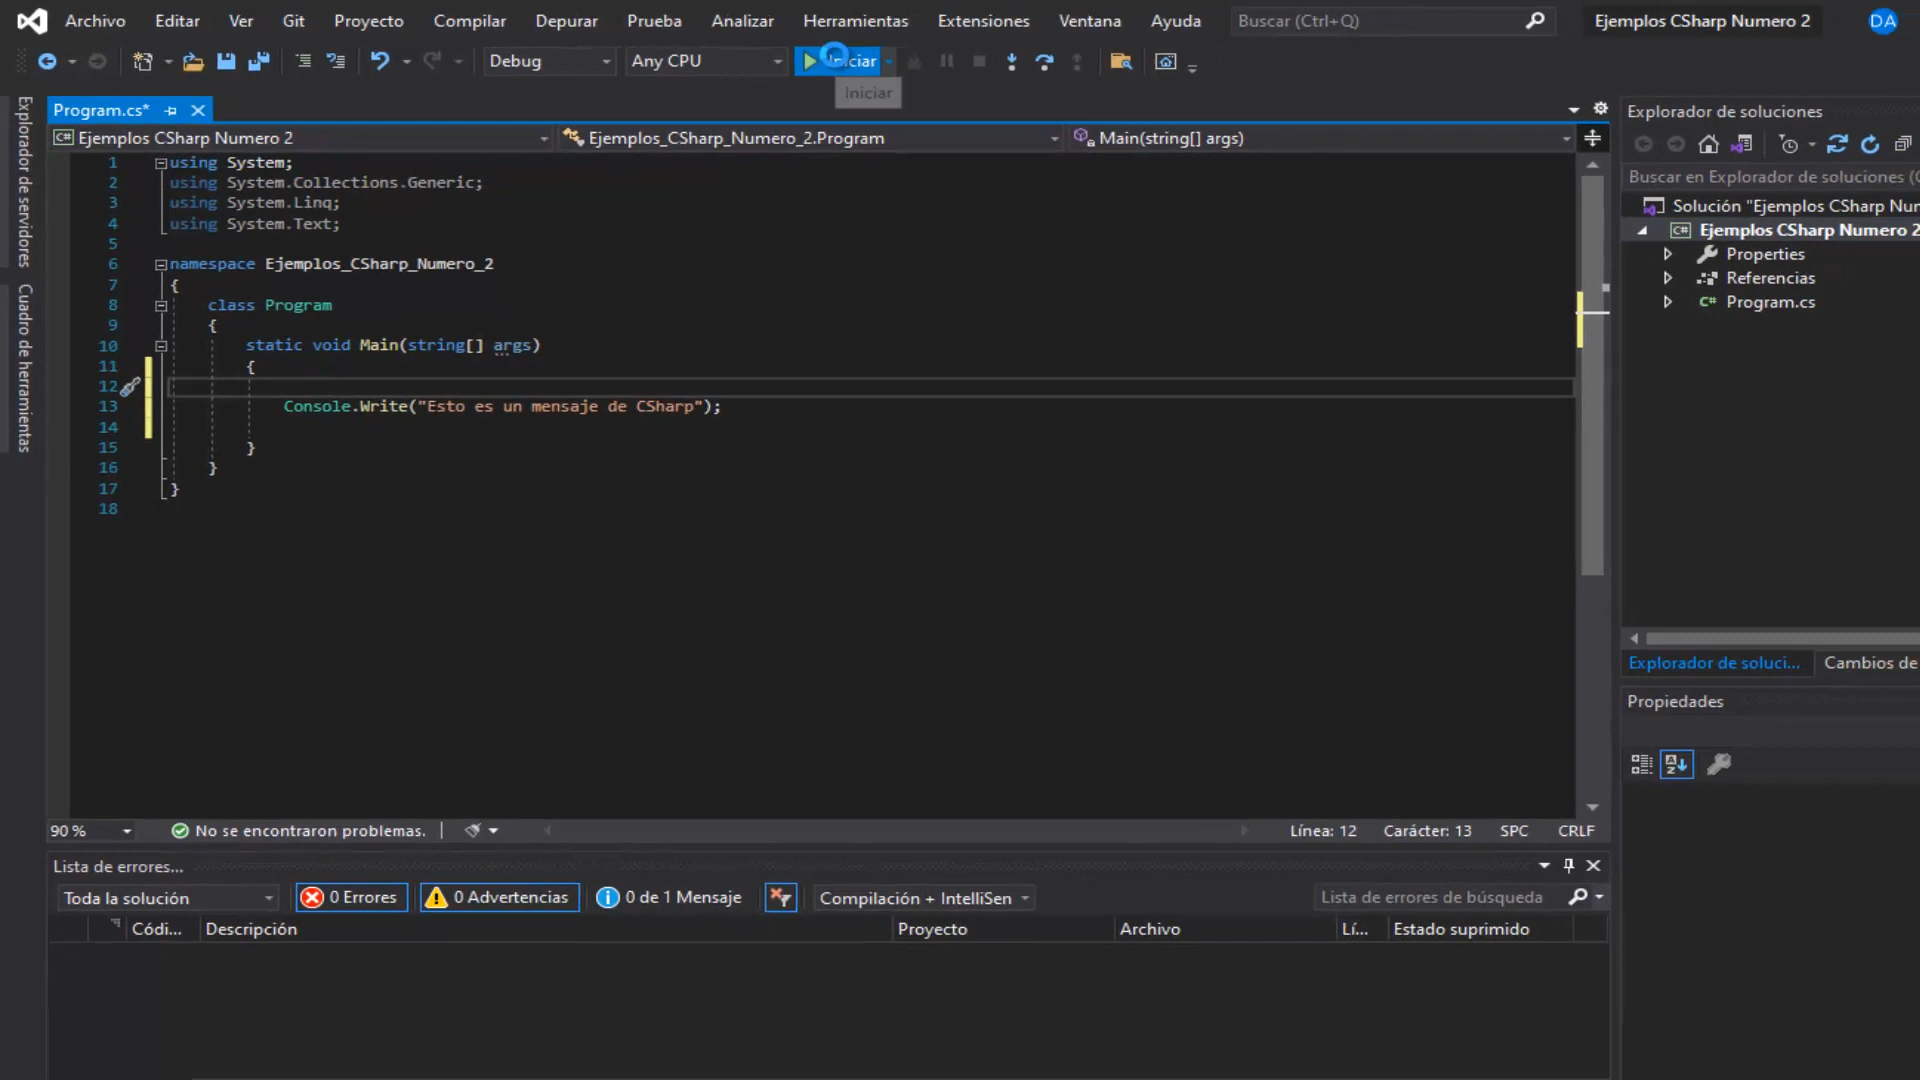 Archivo Editar Ver Git Proyecto Compilar Depurar Prueba Analizar Herramientas Extensiones Ventana Ayuda Buscar (Ctrl+Q) Ejemplos CSharp Numero 2 DA
Debug Any CPU Iniciar
Iniciar
Explorador de servidores
Cuadro de herramientas
Program.cs*
Ejemplos CSharp Numero 2 Ejemplos_CSharp_Numero_2.Program Main(string[] args)
1 using System;
2 using System.Collections.Generic;
3 using System.Linq;
4 using System.Text;
5
6 namespace Ejemplos_CSharp_Numero_2
7 {
8 class Program
9 {
10 static void Main(string[] args)
11 {
12
13 Console.Write("Esto es un mensaje de CSharp");
14
15 }
16 }
17 }
18
90 % No se encontraron problemas. Línea: 12 Carácter: 13 SPC CRLF
Lista de errores...
Toda la solución 0 Errores 0 Advertencias 0 de 1 Mensaje Compilación + IntelliSen Lista de errores de búsqueda
Códi... Descripción Proyecto Archivo Lí... Estado suprimido
Explorador de soluciones
Buscar en Explorador de soluciones (
Solución "Ejemplos CSharp Num
Ejemplos CSharp Numero 2
Properties
Referencias
C# Program.cs
Explorador de soluci... Cambios de
Propiedades